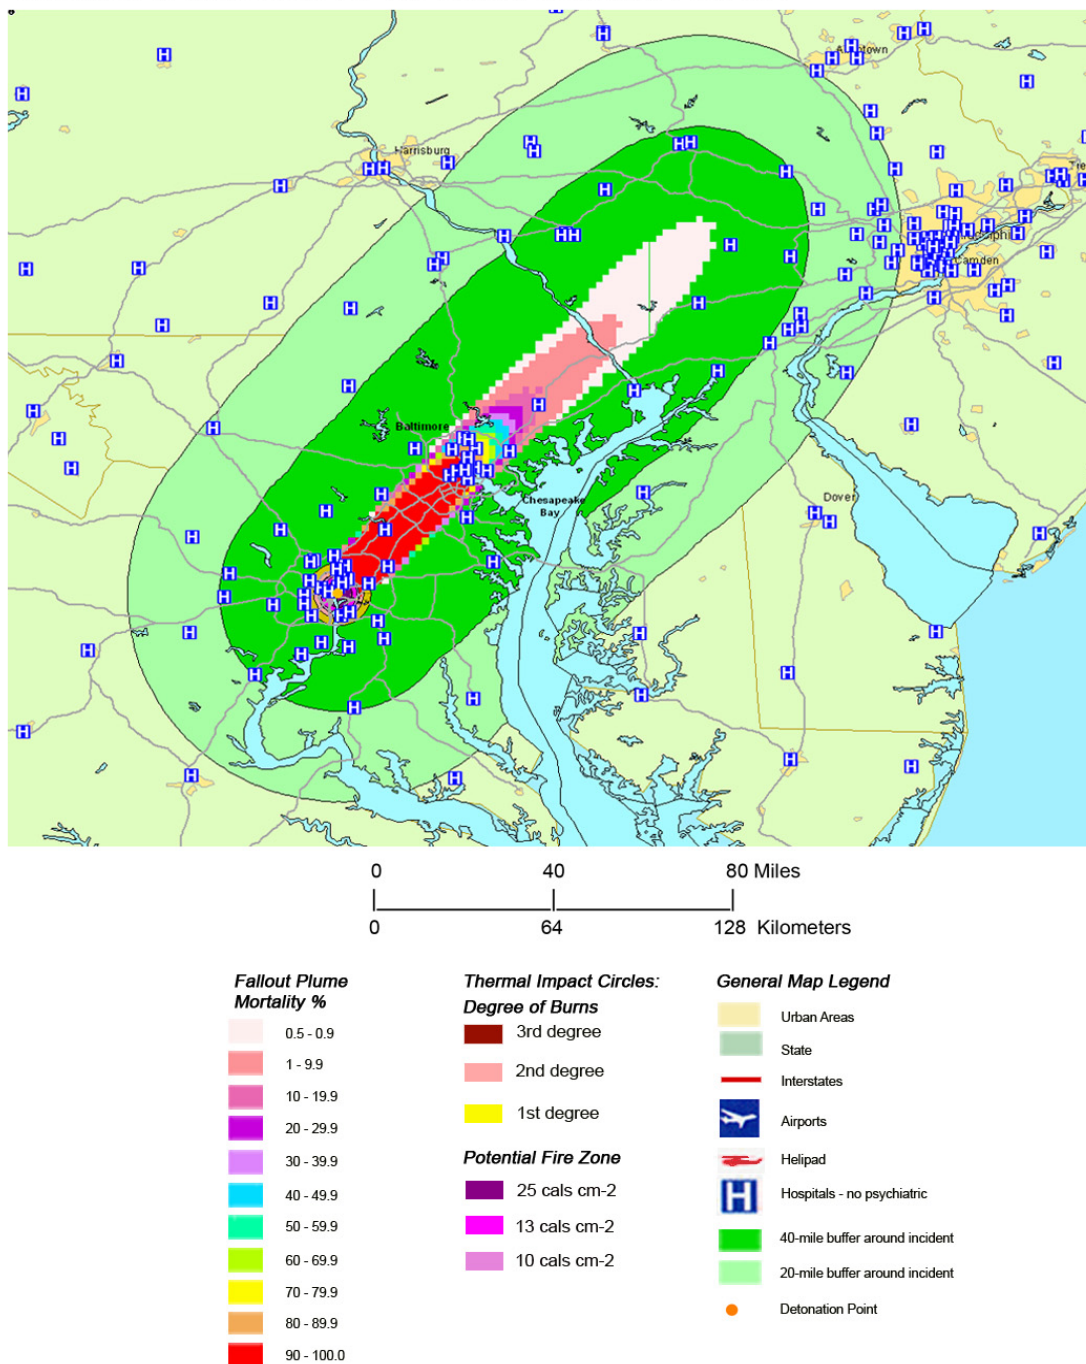 Harrisburg
Camden
Baltimore
Chesapeake
Bay
Dover
0 40 80 Miles
0 64 128 Kilometers
Fallout Plume
Mortality %
0.5 - 0.9
1 - 9.9
10 - 19.9
20 - 29.9
30 - 39.9
40 - 49.9
50 - 59.9
60 - 69.9
70 - 79.9
80 - 89.9
90 - 100.0
Thermal Impact Circles:
Degree of Burns
3rd degree
2nd degree
1st degree
Potential Fire Zone
25 cals cm-2
13 cals cm-2
10 cals cm-2
General Map Legend
Urban Areas
State
Interstates
Airports
Helipad
H Hospitals - no psychiatric
40-mile buffer around incident
20-mile buffer around incident
Detonation Point